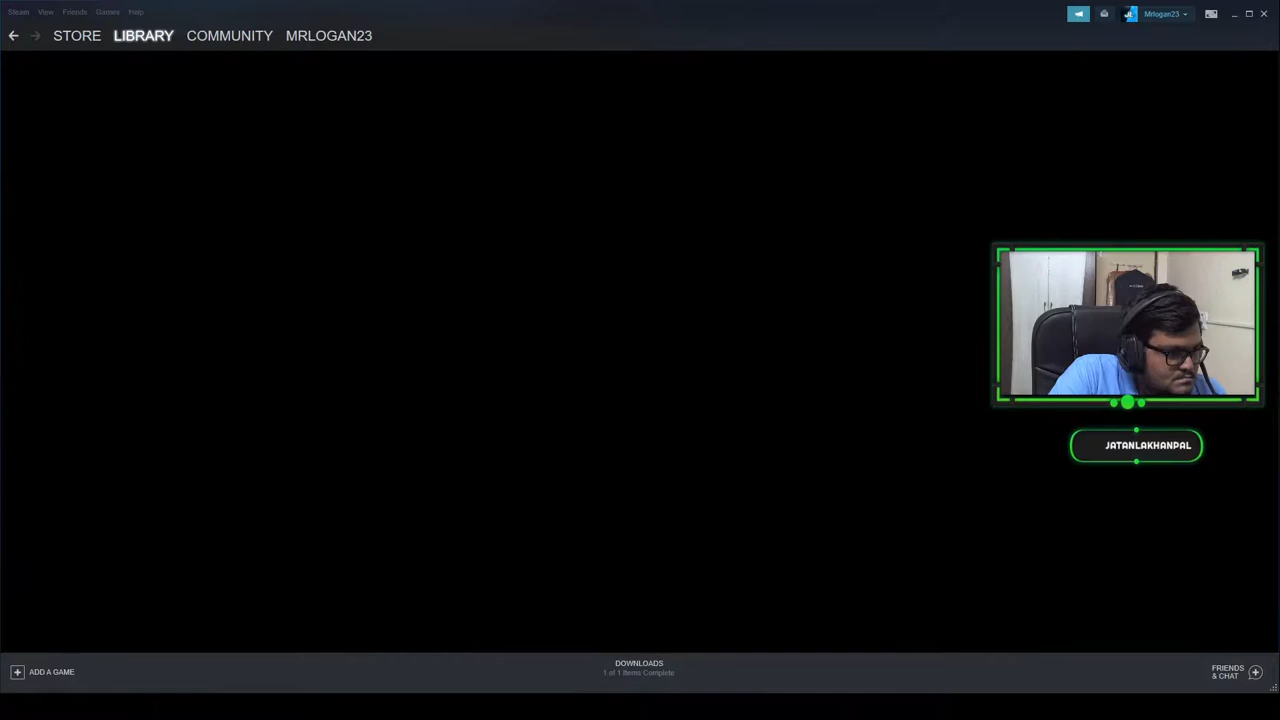 Steam View Friends Games Help
JL Mrlogan23
STORE LIBRARY COMMUNITY MRLOGAN23
JATANLAKHANPAL
ADD A GAME
DOWNLOADS
1 of 1 Items Complete
FRIENDS
& CHAT